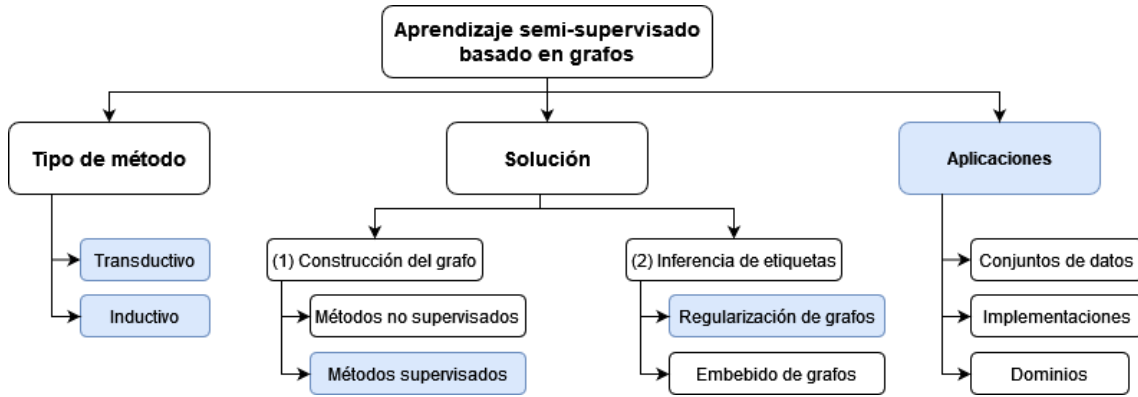 Aprendizaje semi-supervisado
basado en grafos
Tipo de método
Solución
Aplicaciones
Transductivo
Inductivo
(1) Construcción del grafo
Métodos no supervisados
Métodos supervisados
(2) Inferencia de etiquetas
Regularización de grafos
Embebido de grafos
Conjuntos de datos
Implementaciones
Dominios